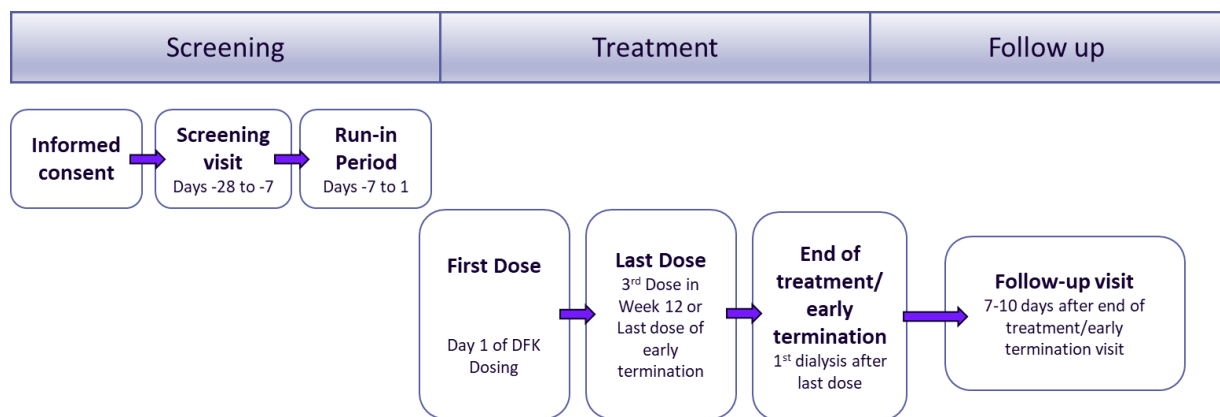 Screening
Treatment
Follow up
Informed
consent
Screening
visit
Days -28 to -7
Run-in
Period
Days -7 to 1
First Dose
Day 1 of DFK
Dosing
Last Dose
3rd Dose in
Week 12 or
Last dose of
early
termination
End of
treatment/
early
termination
1st dialysis after
last dose
Follow-up visit
7-10 days after end of
treatment/early
termination visit